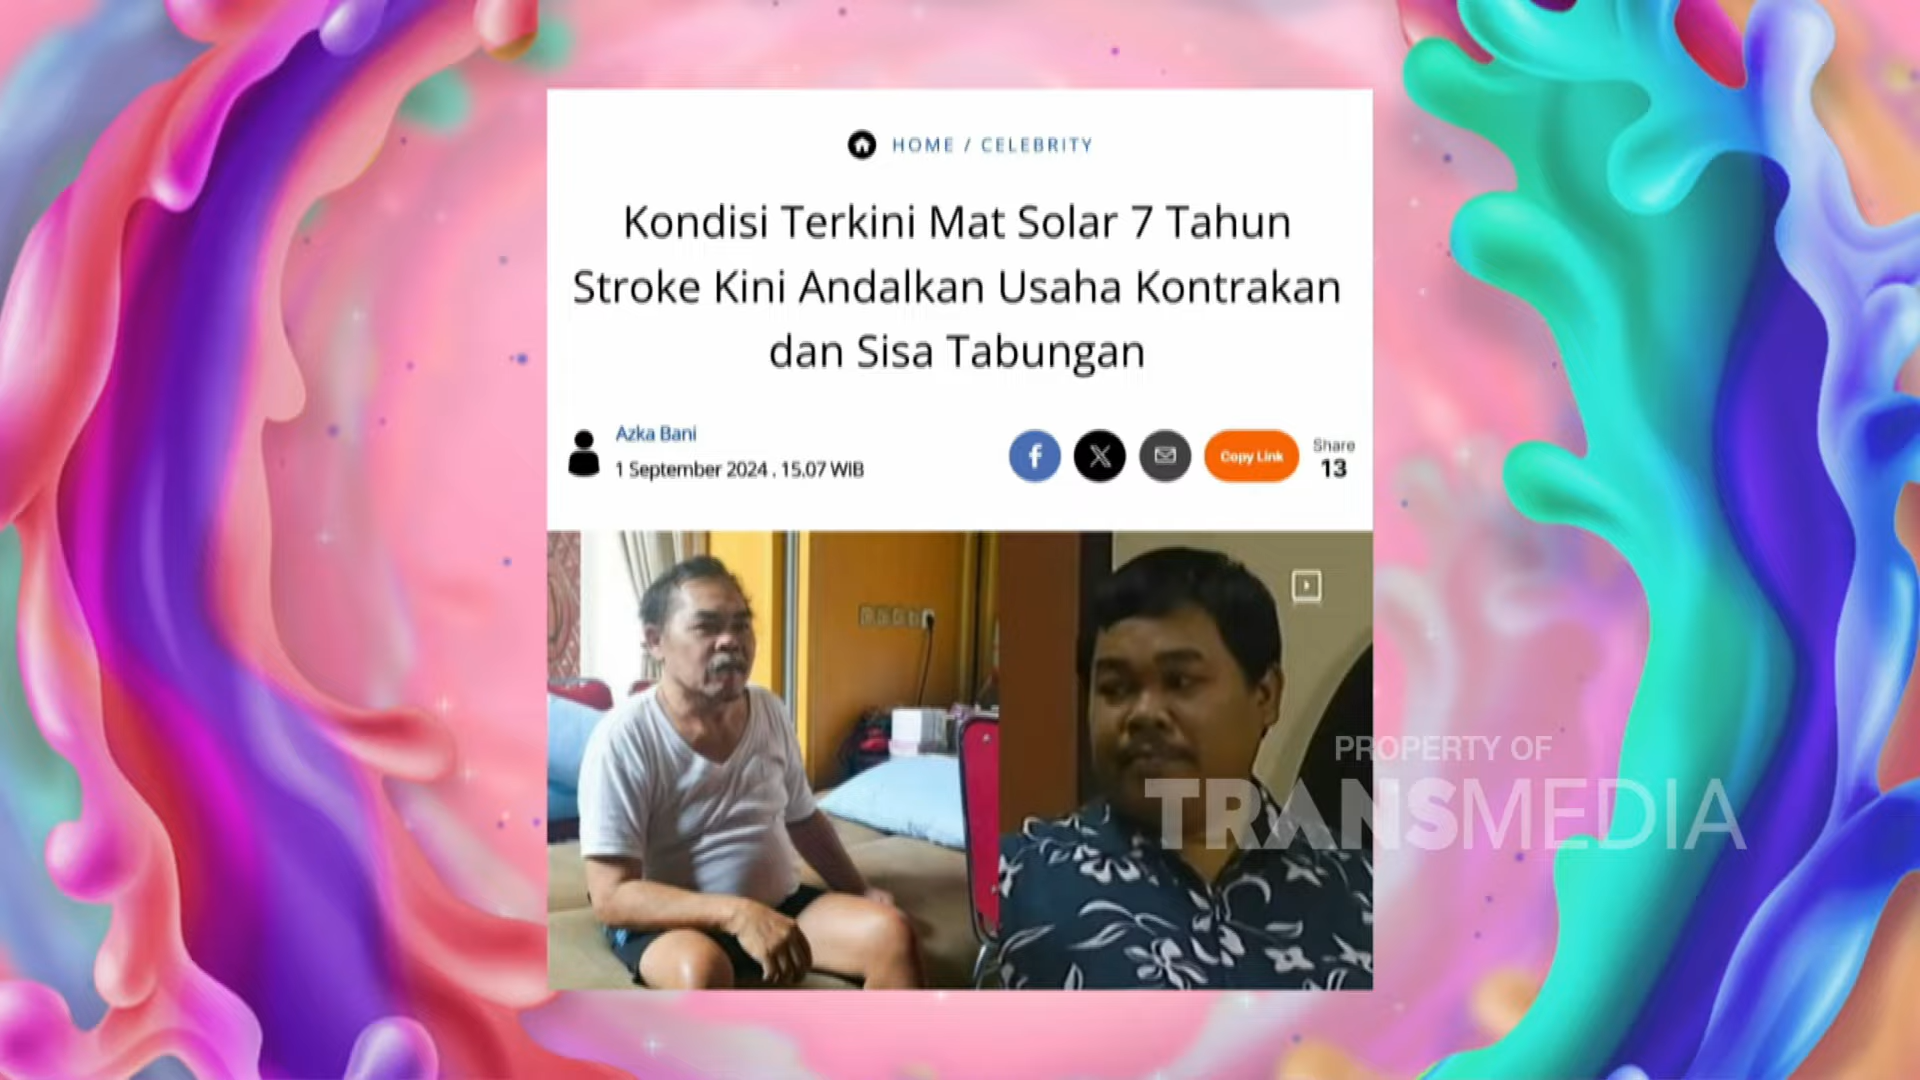 HOME / CELEBRITY
Kondisi Terkini Mat Solar 7 Tahun
Stroke Kini Andalkan Usaha Kontrakan
dan Sisa Tabungan
Azka Bani
1 September 2024 . 15.07 WIB
f
X
Copy Link
Share
13
PROPERTY OF
TRANSMEDIA